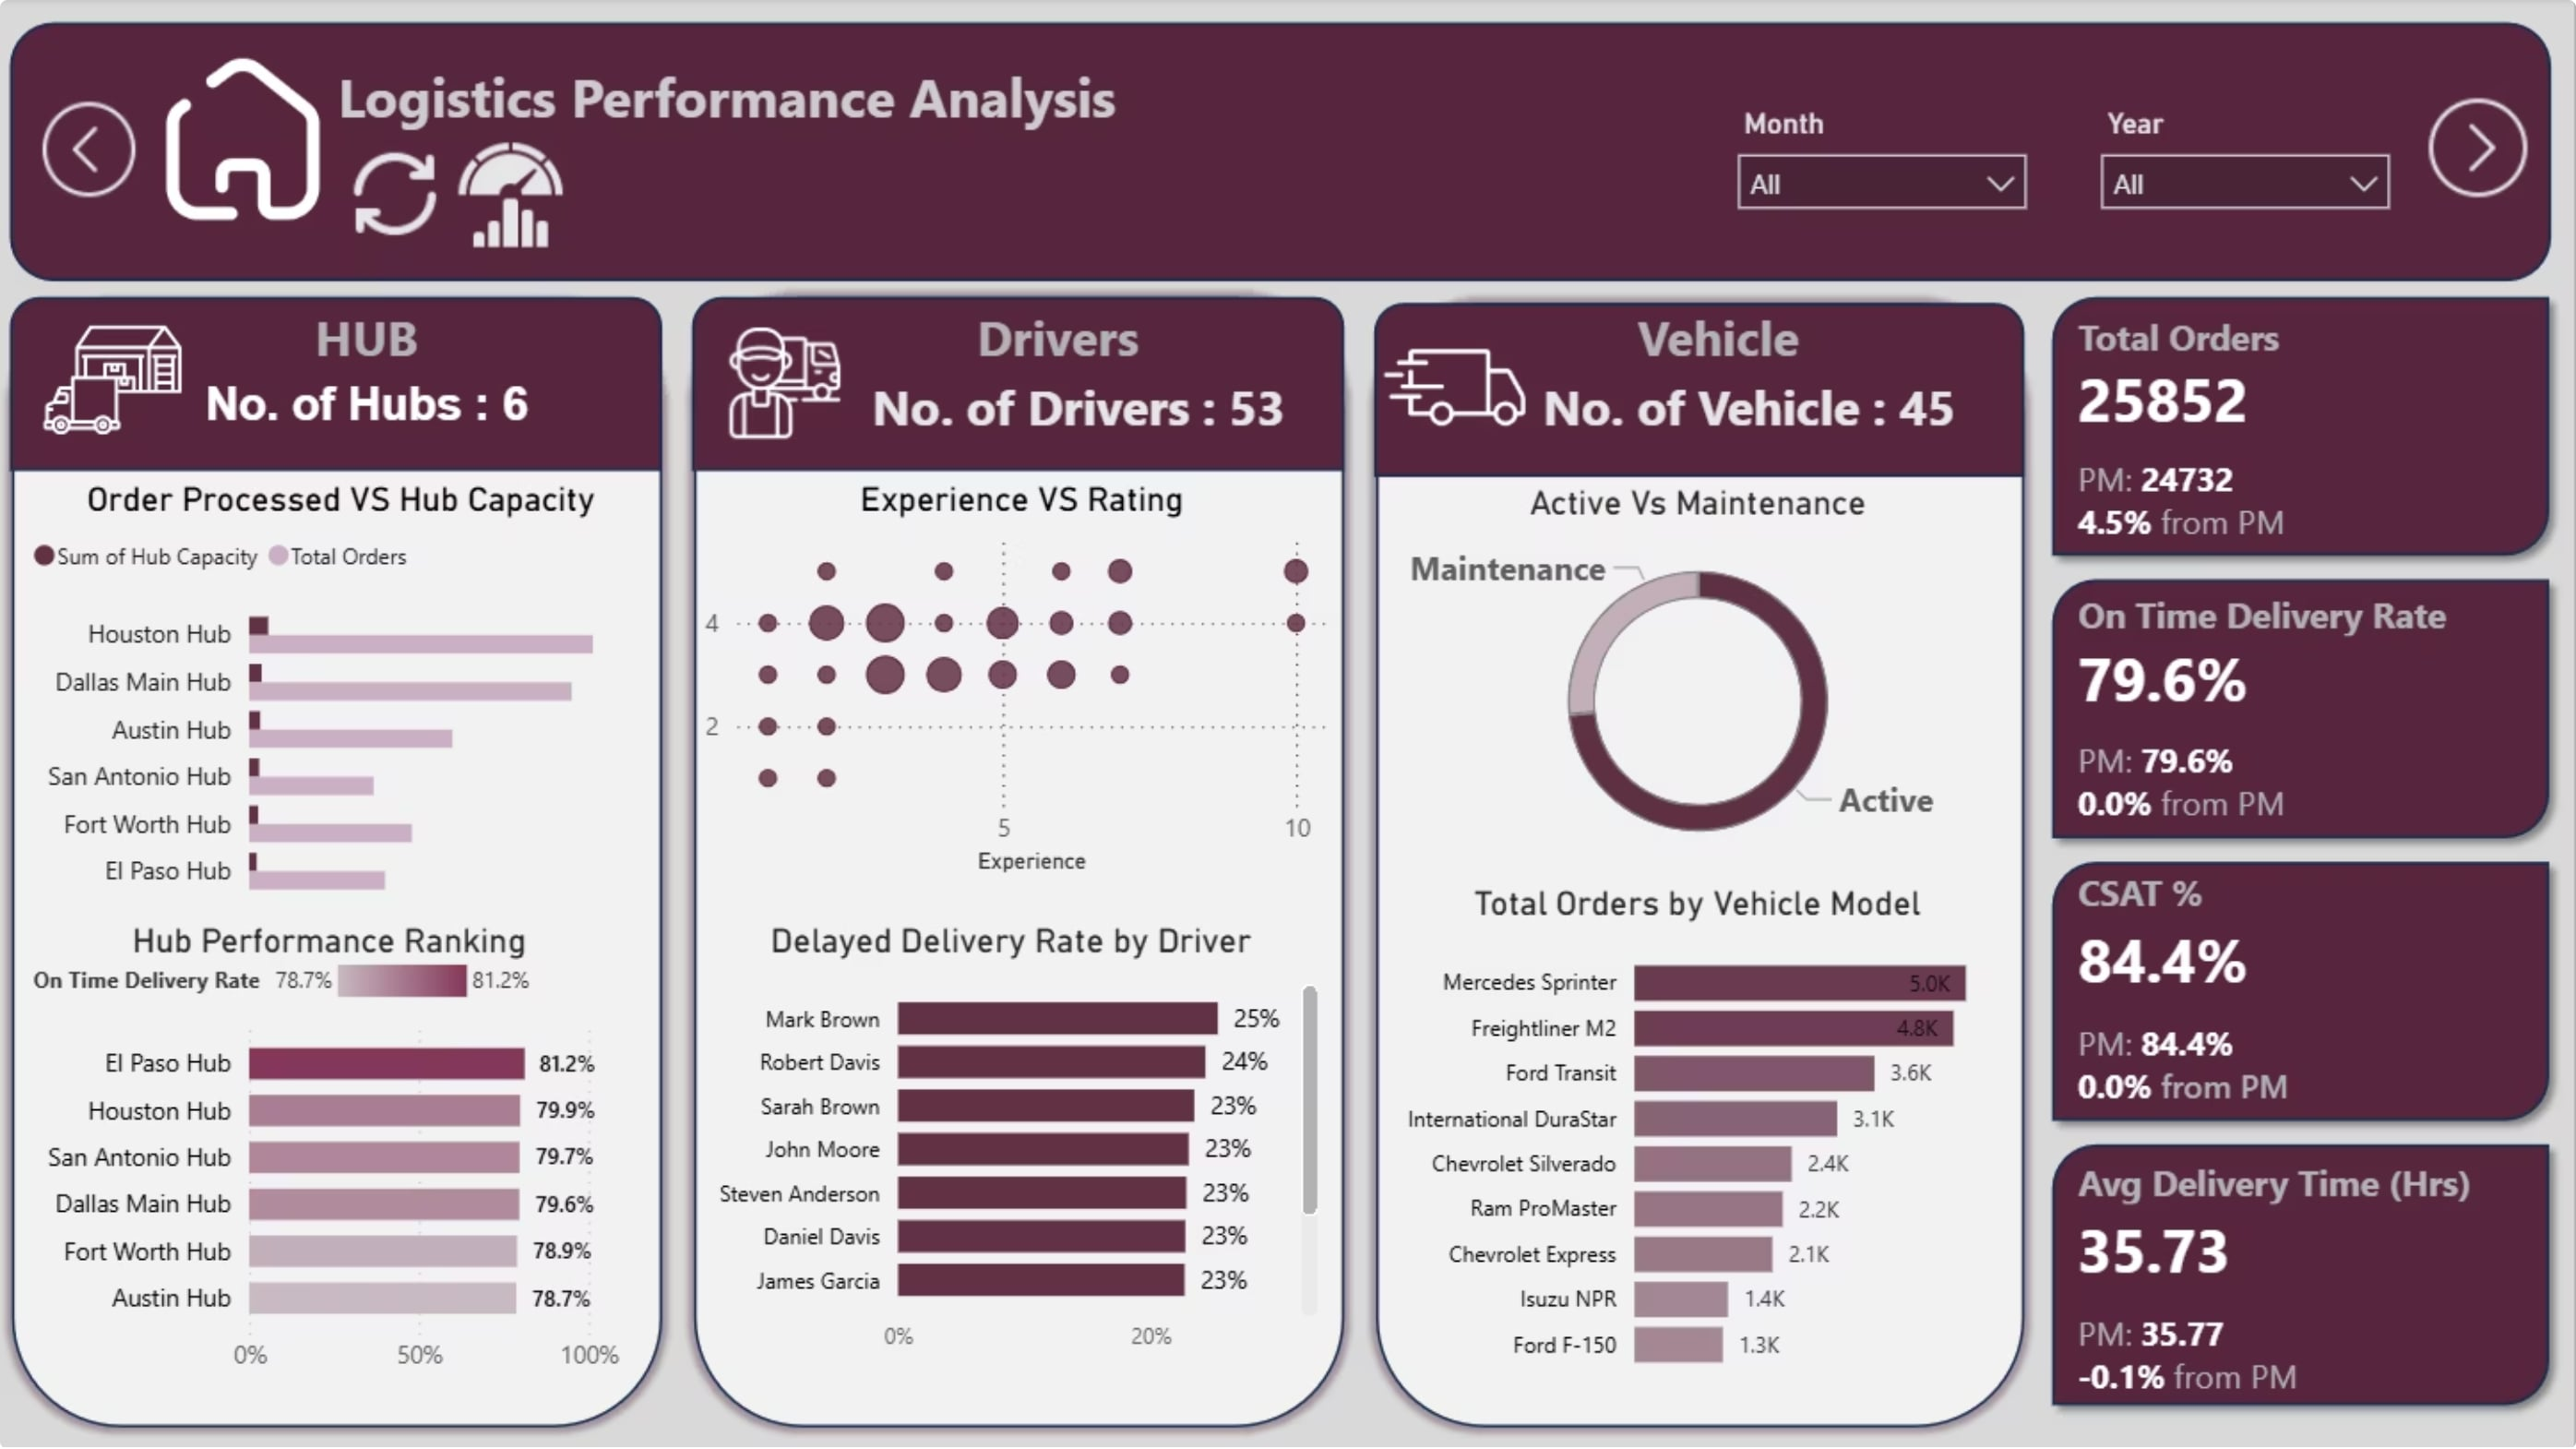 Logistics Performance Analysis
Month
All
Year
All
HUB
No. of Hubs : 6
Order Processed VS Hub Capacity
Sum of Hub Capacity Total Orders
Houston Hub
Dallas Main Hub
Austin Hub
San Antonio Hub
Fort Worth Hub
El Paso Hub
Hub Performance Ranking
On Time Delivery Rate 78.7% 81.2%
El Paso Hub 81.2%
Houston Hub 79.9%
San Antonio Hub 79.7%
Dallas Main Hub 79.6%
Fort Worth Hub 78.9%
Austin Hub 78.7%
0% 50% 100%
Drivers
No. of Drivers : 53
Experience VS Rating
4
2
5 10
Experience
Delayed Delivery Rate by Driver
Mark Brown 25%
Robert Davis 24%
Sarah Brown 23%
John Moore 23%
Steven Anderson 23%
Daniel Davis 23%
James Garcia 23%
0% 20%
Vehicle
No. of Vehicle : 45
Active Vs Maintenance
Maintenance
Active
Total Orders by Vehicle Model
Mercedes Sprinter 5.0K
Freightliner M2 4.8K
Ford Transit 3.6K
International DuraStar 3.1K
Chevrolet Silverado 2.4K
Ram ProMaster 2.2K
Chevrolet Express 2.1K
Isuzu NPR 1.4K
Ford F-150 1.3K
Total Orders
25852
PM: 24732
4.5% from PM
On Time Delivery Rate
79.6%
PM: 79.6%
0.0% from PM
CSAT %
84.4%
PM: 84.4%
0.0% from PM
Avg Delivery Time (Hrs)
35.73
PM: 35.77
-0.1% from PM